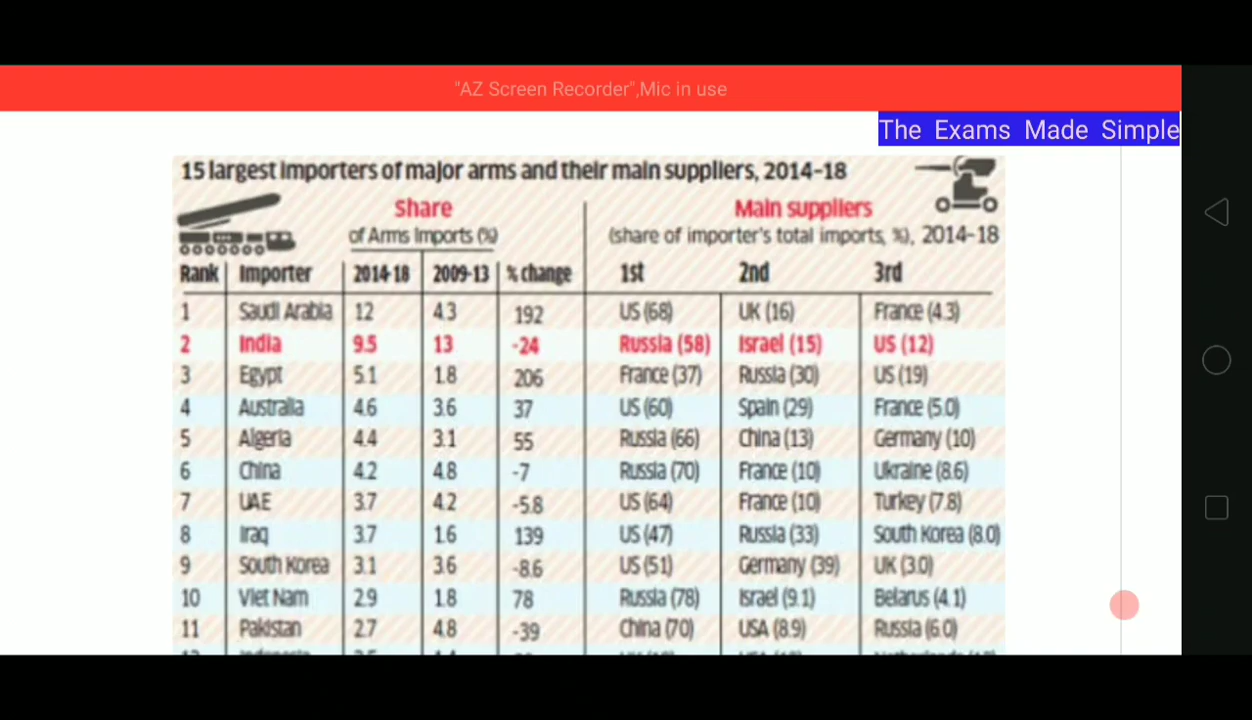 "AZ Screen Recorder",Mic in use
The Exams Made Simple
15 largest importers of major arms and their main suppliers, 2014-18
Share Main suppliers
of Arms Imports (%) (share of importer's total imports, %), 2014-18
Rank Importer 2014-18 2009-13 % change 1st 2nd 3rd
1 Saudi Arabia 12 4.3 192 US (68) UK (16) France (4.3)
2 India 9.5 13 -24 Russia (58) Israel (15) US (12)
3 Egypt 5.1 1.8 206 France (37) Russia (30) US (19)
4 Australia 4.6 3.6 37 US (60) Spain (29) France (5.0)
5 Algeria 4.4 3.1 55 Russia (66) China (13) Germany (10)
6 China 4.2 4.8 -7 Russia (70) France (10) Ukraine (8.6)
7 UAE 3.7 4.2 -5.8 US (64) France (10) Turkey (7.8)
8 Iraq 3.7 1.6 139 US (47) Russia (33) South Korea (8.0)
9 South Korea 3.1 3.6 -8.6 US (51) Germany (39) UK (3.0)
10 Viet Nam 2.9 1.8 78 Russia (78) Israel (9.1) Belarus (4.1)
11 Pakistan 2.7 4.8 -39 China (70) USA (8.9) Russia (6.0)